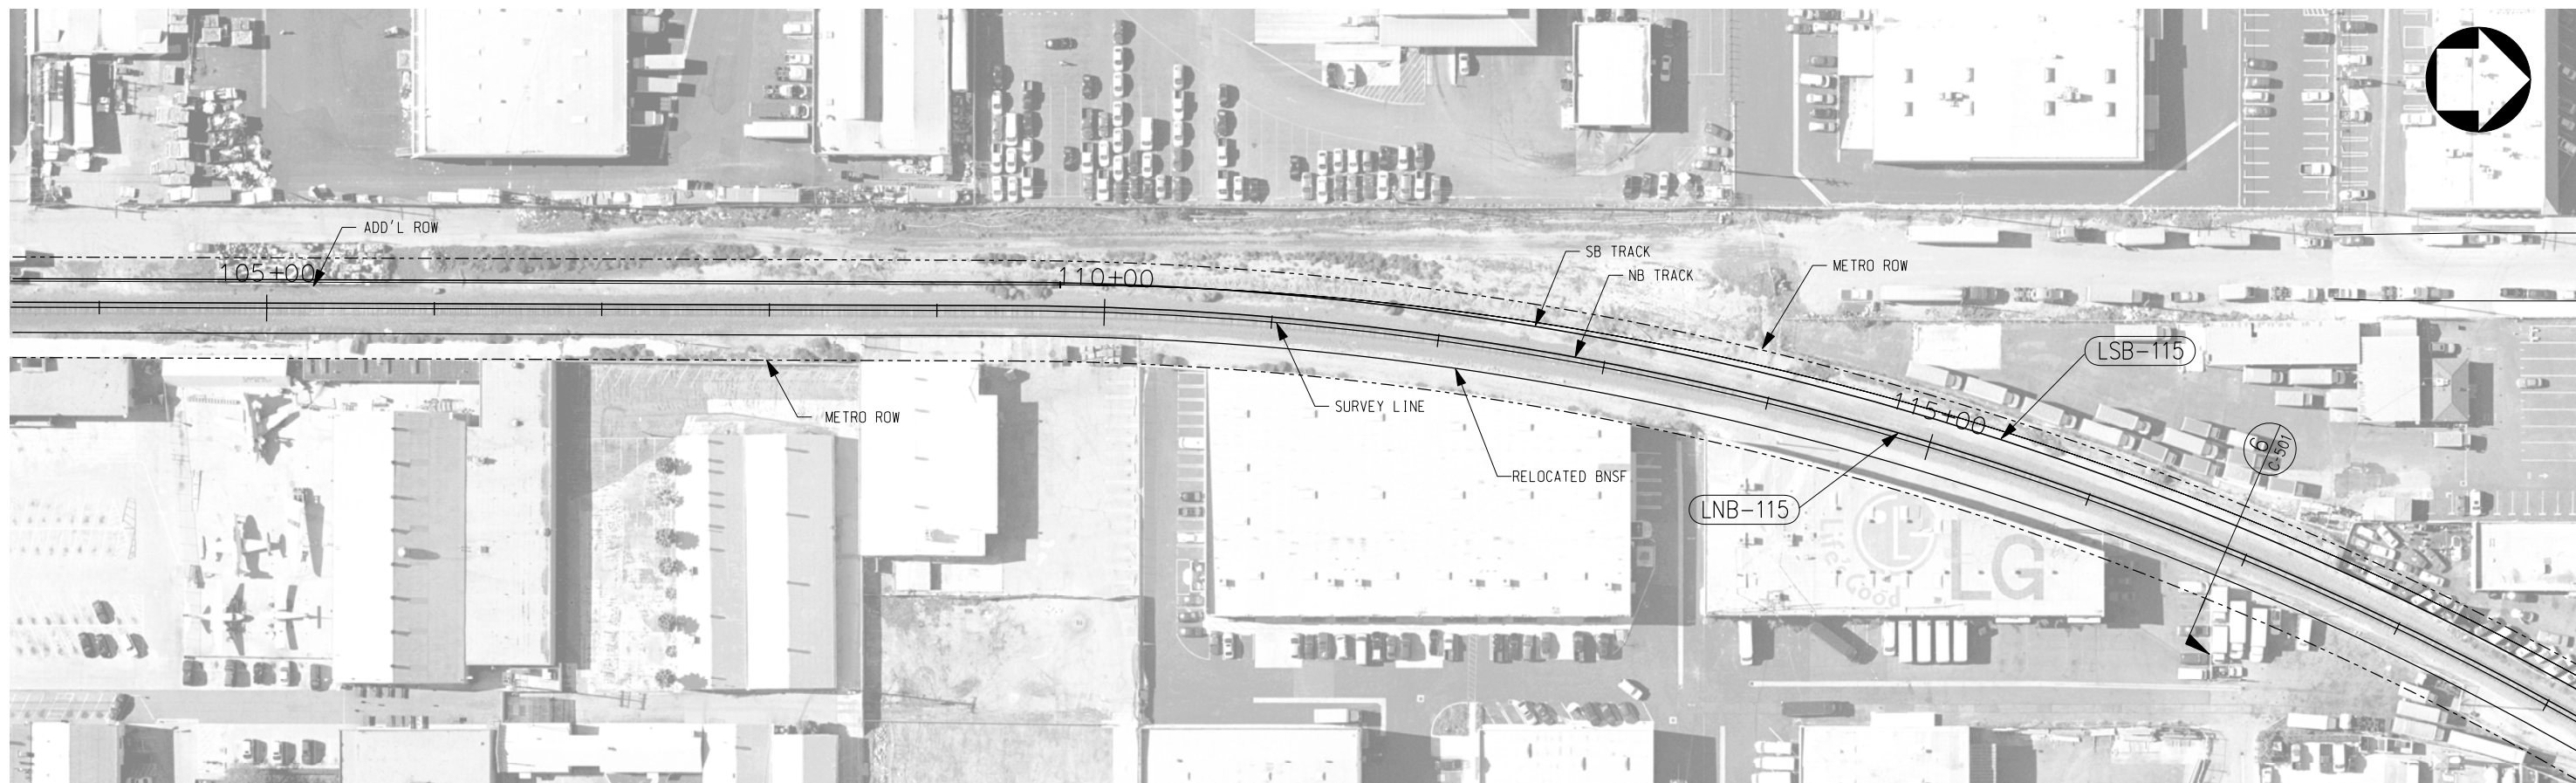 ADD'L ROW
105+00
110+00
SB TRACK
NB TRACK
METRO ROW
LSB-115
115+00
METRO ROW
SURVEY LINE
6
C-501
RELOCATED BNSF
LNB-115
LG
Life's Good